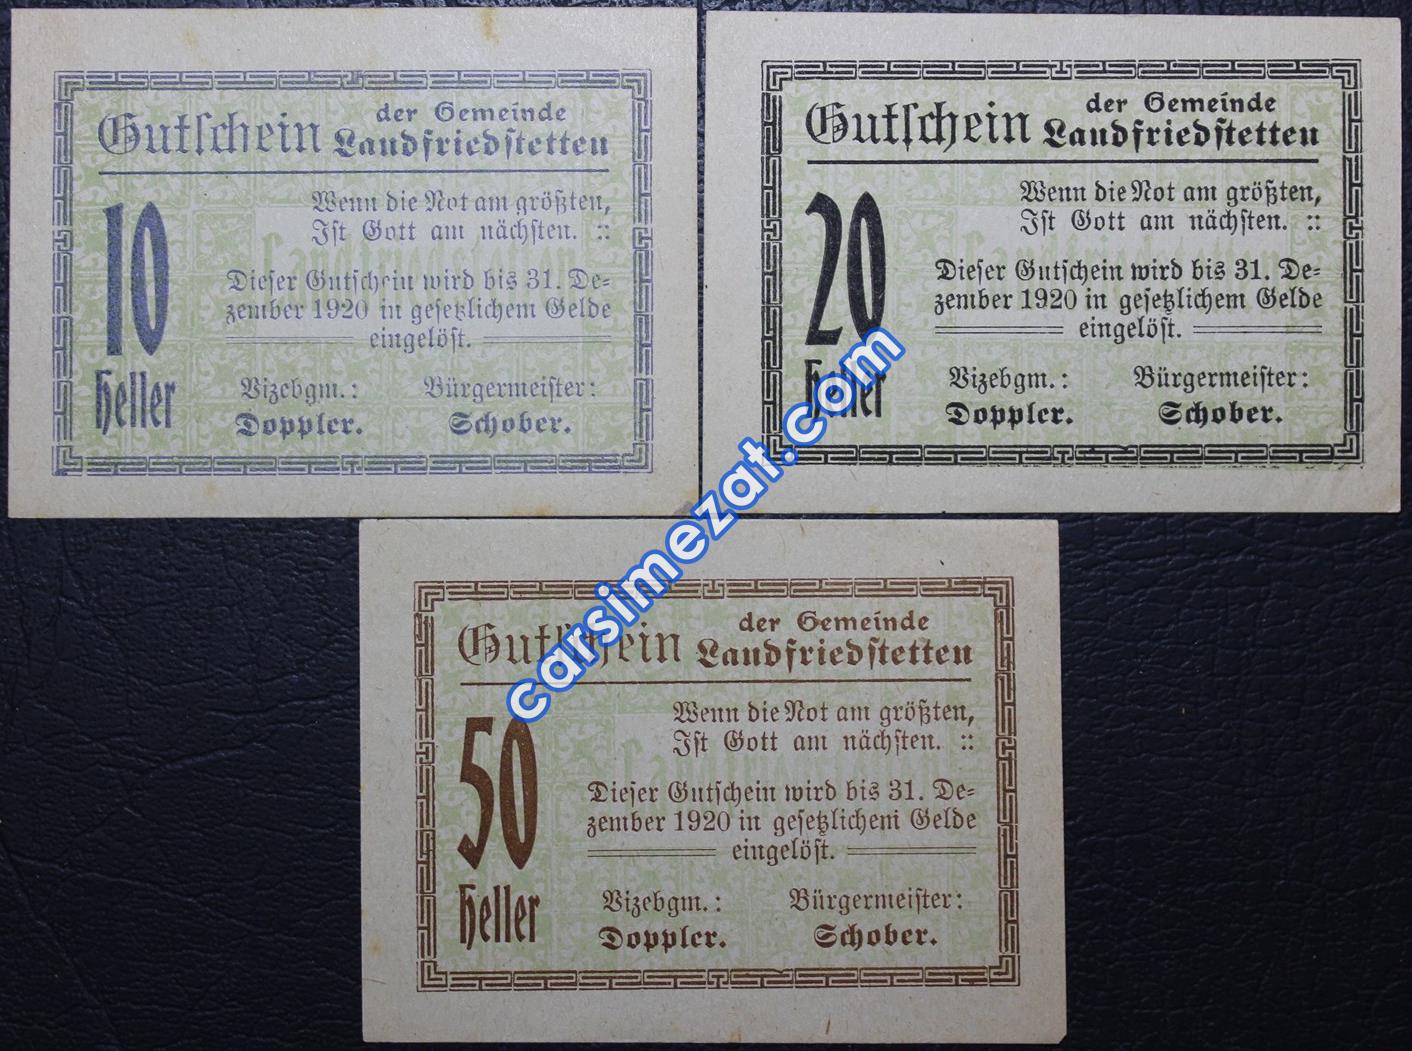 Gutschein der Gemeinde
Landfriedstetten
10
Heller
Wenn die Not am größten,
Ist Gott am nächsten. ::
Dieser Gutschein wird bis 31. De-
zember 1920 in gesetzlichem Gelde
eingelöst.
Vizebgm.: Bürgermeister:
Doppler. Schober.
Gutschein der Gemeinde
Landfriedstetten
20
Heller
Wenn die Not am größten,
Ist Gott am nächsten. ::
Dieser Gutschein wird bis 31. De-
zember 1920 in gesetzlichem Gelde
eingelöst.
Vizebgm.: Bürgermeister:
Doppler. Schober.
Gutschein der Gemeinde
Landfriedstetten
50
Heller
Wenn die Not am größten,
Ist Gott am nächsten. ::
Dieser Gutschein wird bis 31. De-
zember 1920 in gesetzlichem Gelde
eingelöst.
Vizebgm.: Bürgermeister:
Doppler. Schober.
carsimezat.com